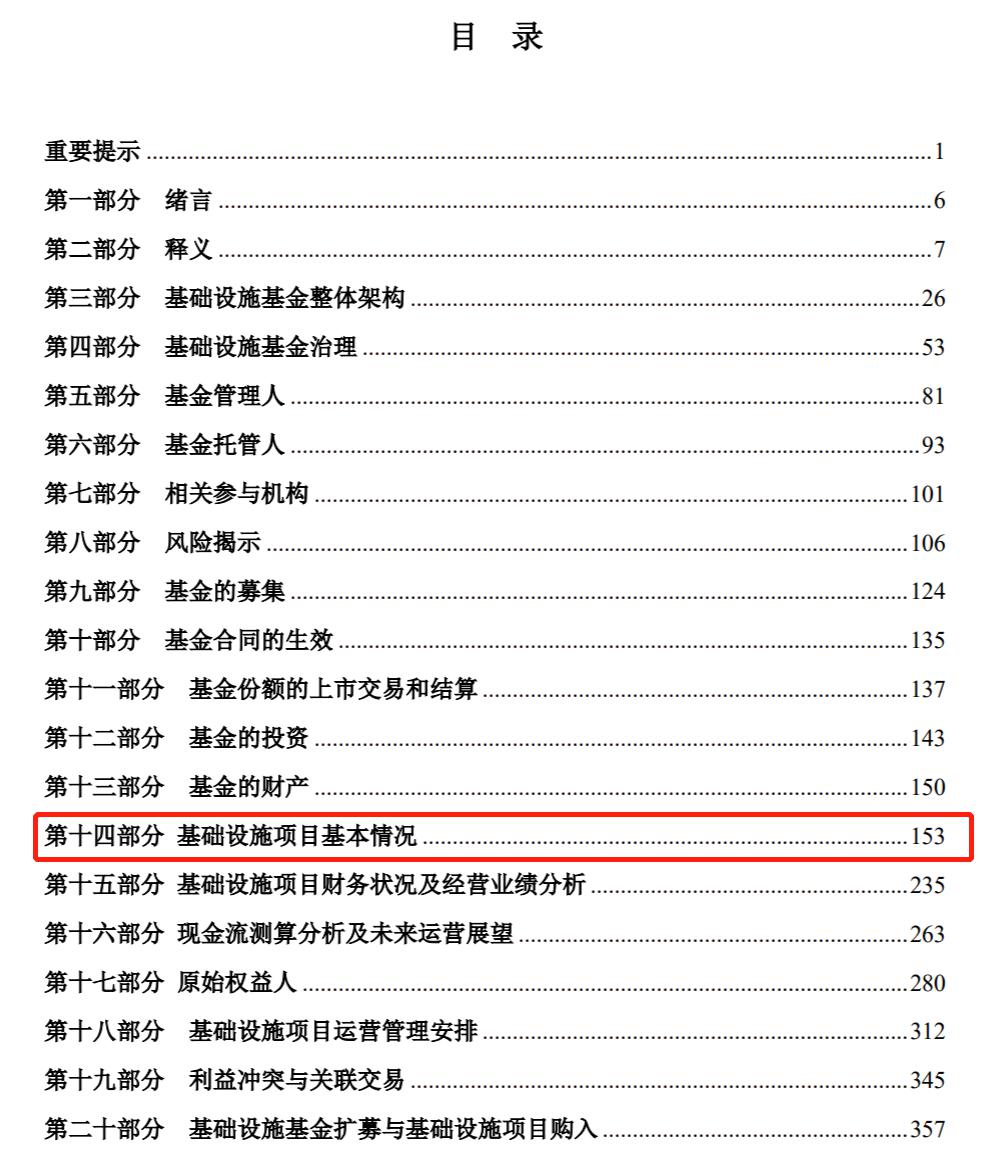 目 录
重要提示 1
第一部分 绪言 6
第二部分 释义 7
第三部分 基础设施基金整体架构 26
第四部分 基础设施基金治理 53
第五部分 基金管理人 81
第六部分 基金托管人 93
第七部分 相关参与机构 101
第八部分 风险揭示 106
第九部分 基金的募集 124
第十部分 基金合同的生效 135
第十一部分 基金份额的上市交易和结算 137
第十二部分 基金的投资 143
第十三部分 基金的财产 150
第十四部分 基础设施项目基本情况 153
第十五部分 基础设施项目财务状况及经营业绩分析 235
第十六部分 现金流测算分析及未来运营展望 263
第十七部分 原始权益人 280
第十八部分 基础设施项目运营管理安排 312
第十九部分 利益冲突与关联交易 345
第二十部分 基础设施基金扩募与基础设施项目购入 357